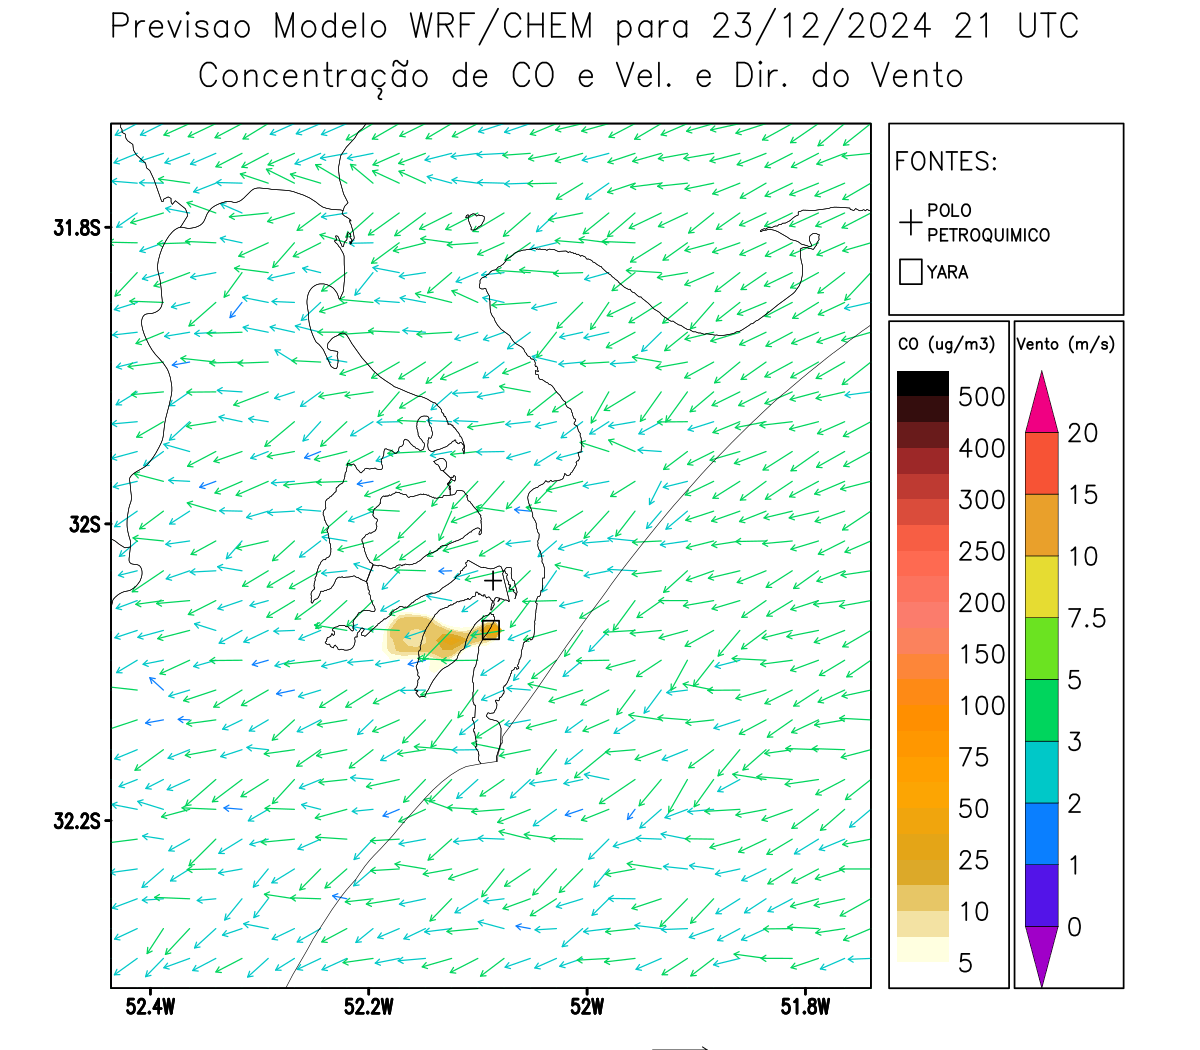 Previsao Modelo WRF/CHEM para 23/12/2024 21 UTC
Concentração de CO e Vel. e Dir. do Vento
FONTES:
POLO
PETROQUIMICO
YARA
CO (ug/m3)
500
400
300
250
200
150
100
75
50
25
10
5
Vento (m/s)
20
15
10
7.5
5
3
2
1
0
31.8S
32S
32.2S
52.4W
52.2W
52W
51.8W